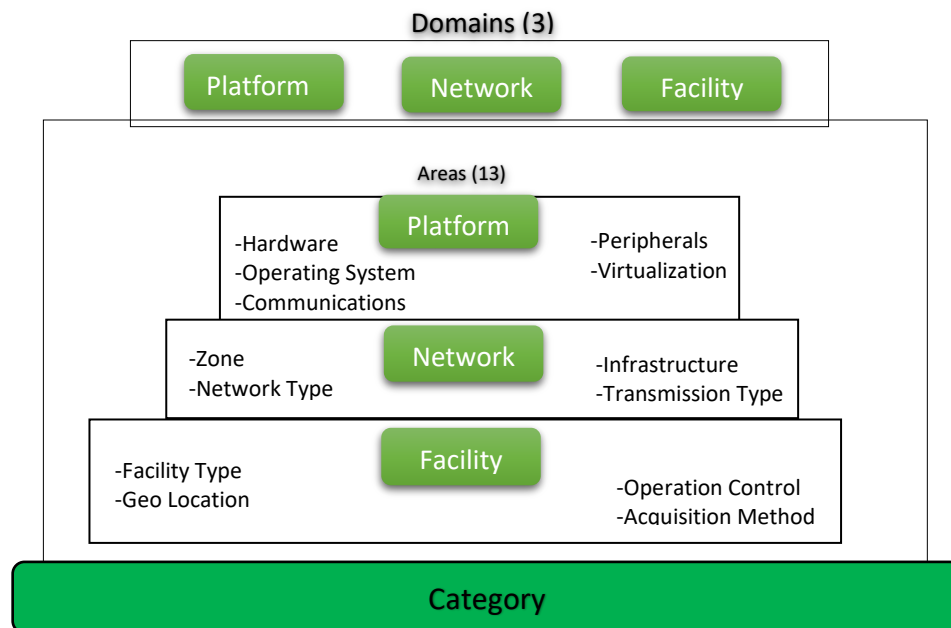 Domains (3)
Platform
Network
Facility
Areas (13)
Platform
-Hardware
-Operating System
-Communications
-Peripherals
-Virtualization
Network
-Zone
-Network Type
-Infrastructure
-Transmission Type
Facility
-Facility Type
-Geo Location
-Operation Control
-Acquisition Method
Category